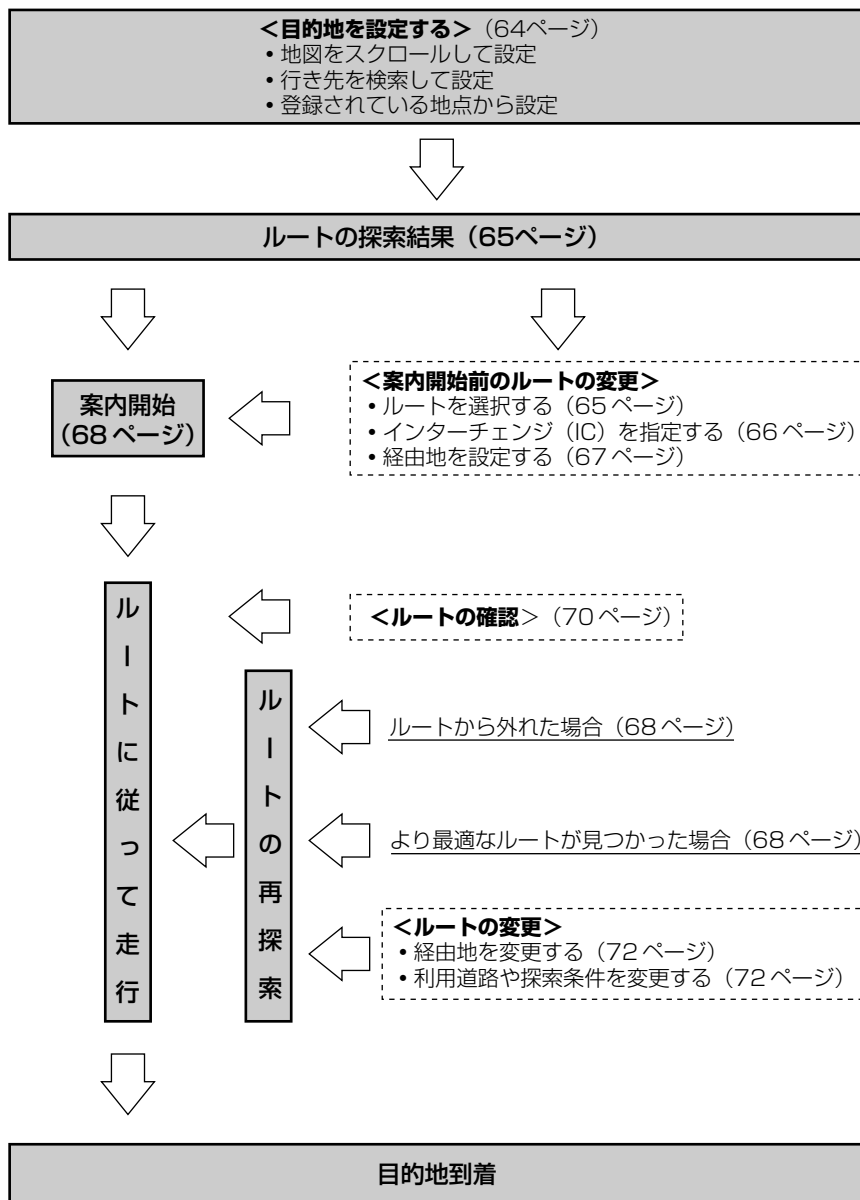 ＜目的地を設定する＞（64ページ）
• 地図をスクロールして設定
• 行き先を検索して設定
• 登録されている地点から設定
ルートの探索結果（65ページ）
案内開始
（68 ページ）
＜案内開始前のルートの変更＞
• ルートを選択する（65 ページ）
• インターチェンジ（IC）を指定する（66 ページ）
• 経由地を設定する（67 ページ）
ルートに従って走行
＜ルートの確認＞（70 ページ）
ルートの再探索
ルートから外れた場合（68 ページ）
より最適なルートが見つかった場合（68 ページ）
＜ルートの変更＞
• 経由地を変更する（72 ページ）
• 利用道路や探索条件を変更する（72 ページ）
目的地到着